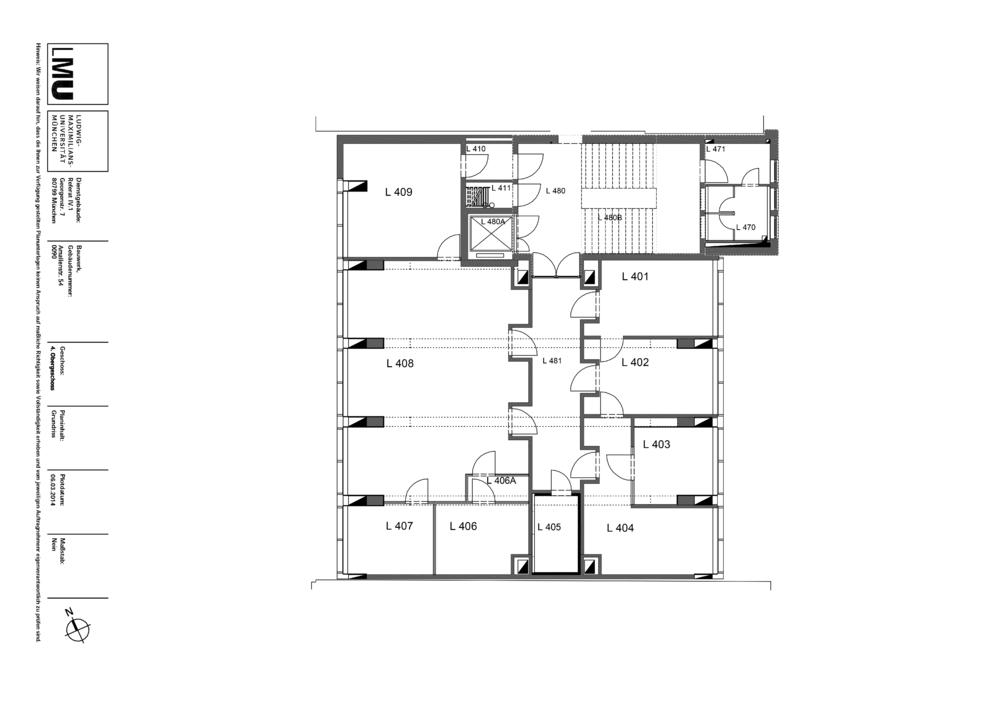 LMU
LUDWIG-
MAXIMILIANS-
UNIVERSITÄT
MÜNCHEN
Dienstgebäude:
Referat IV.1
Georgenstr. 7
80799 München
Bauwerk,
Gebäudenummer:
Amalienstr. 54
0090
Geschoss:
4. Obergeschoss
Planinhalt:
Grundriss
Plotdatum:
06.03.2014
Maßstab:
Nein
N
Hinweis: Wir weisen darauf hin, dass die Ihnen zur Verfügung gestellten Planunterlagen keinen Anspruch auf maßliche Richtigkeit sowie Vollständigkeit erheben und vom jeweiligen Auftragnehmer eigenverantwortlich zu prüfen sind.
L 410
L 471
L 409
L 411
L 480
L 480A
L 480B
L 470
L 401
L 408
L 481
L 402
L 403
L 406A
L 407
L 406
L 405
L 404